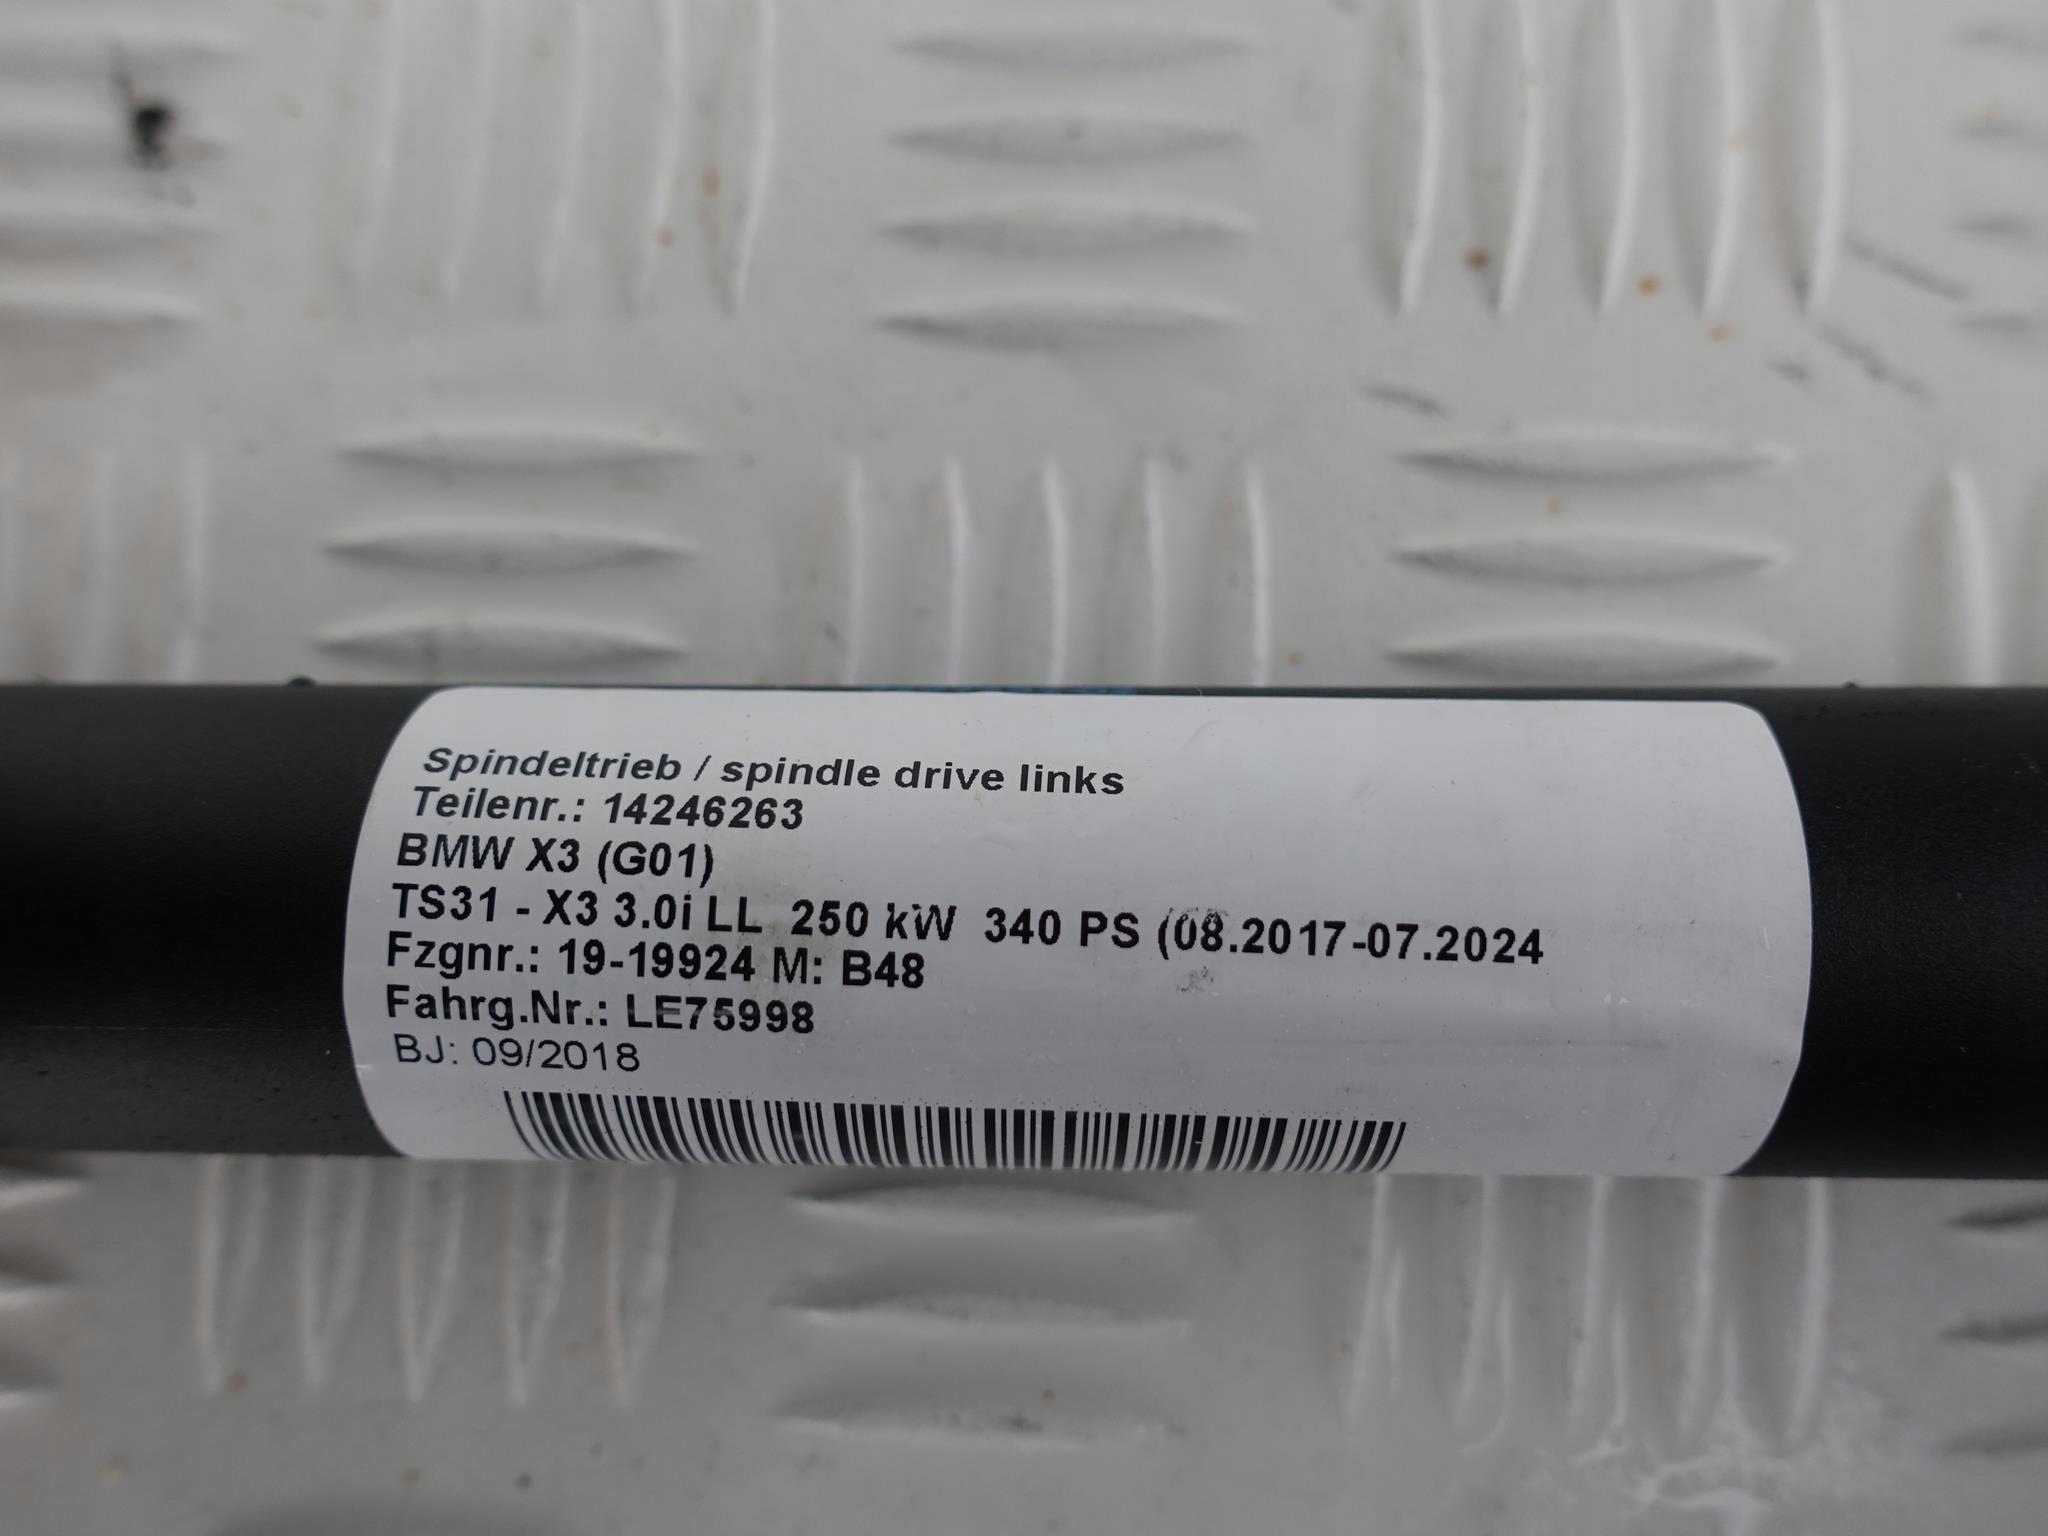 Spindeltrieb / spindle drive links
Teilenr.: 14246263
BMW X3 (G01)
TS31 - X3 3.0i LL 250 kW 340 PS (08.2017-07.2024
Fzgnr.: 19-19924 M: B48
Fahrg.Nr.: LE75998
BJ: 09/2018